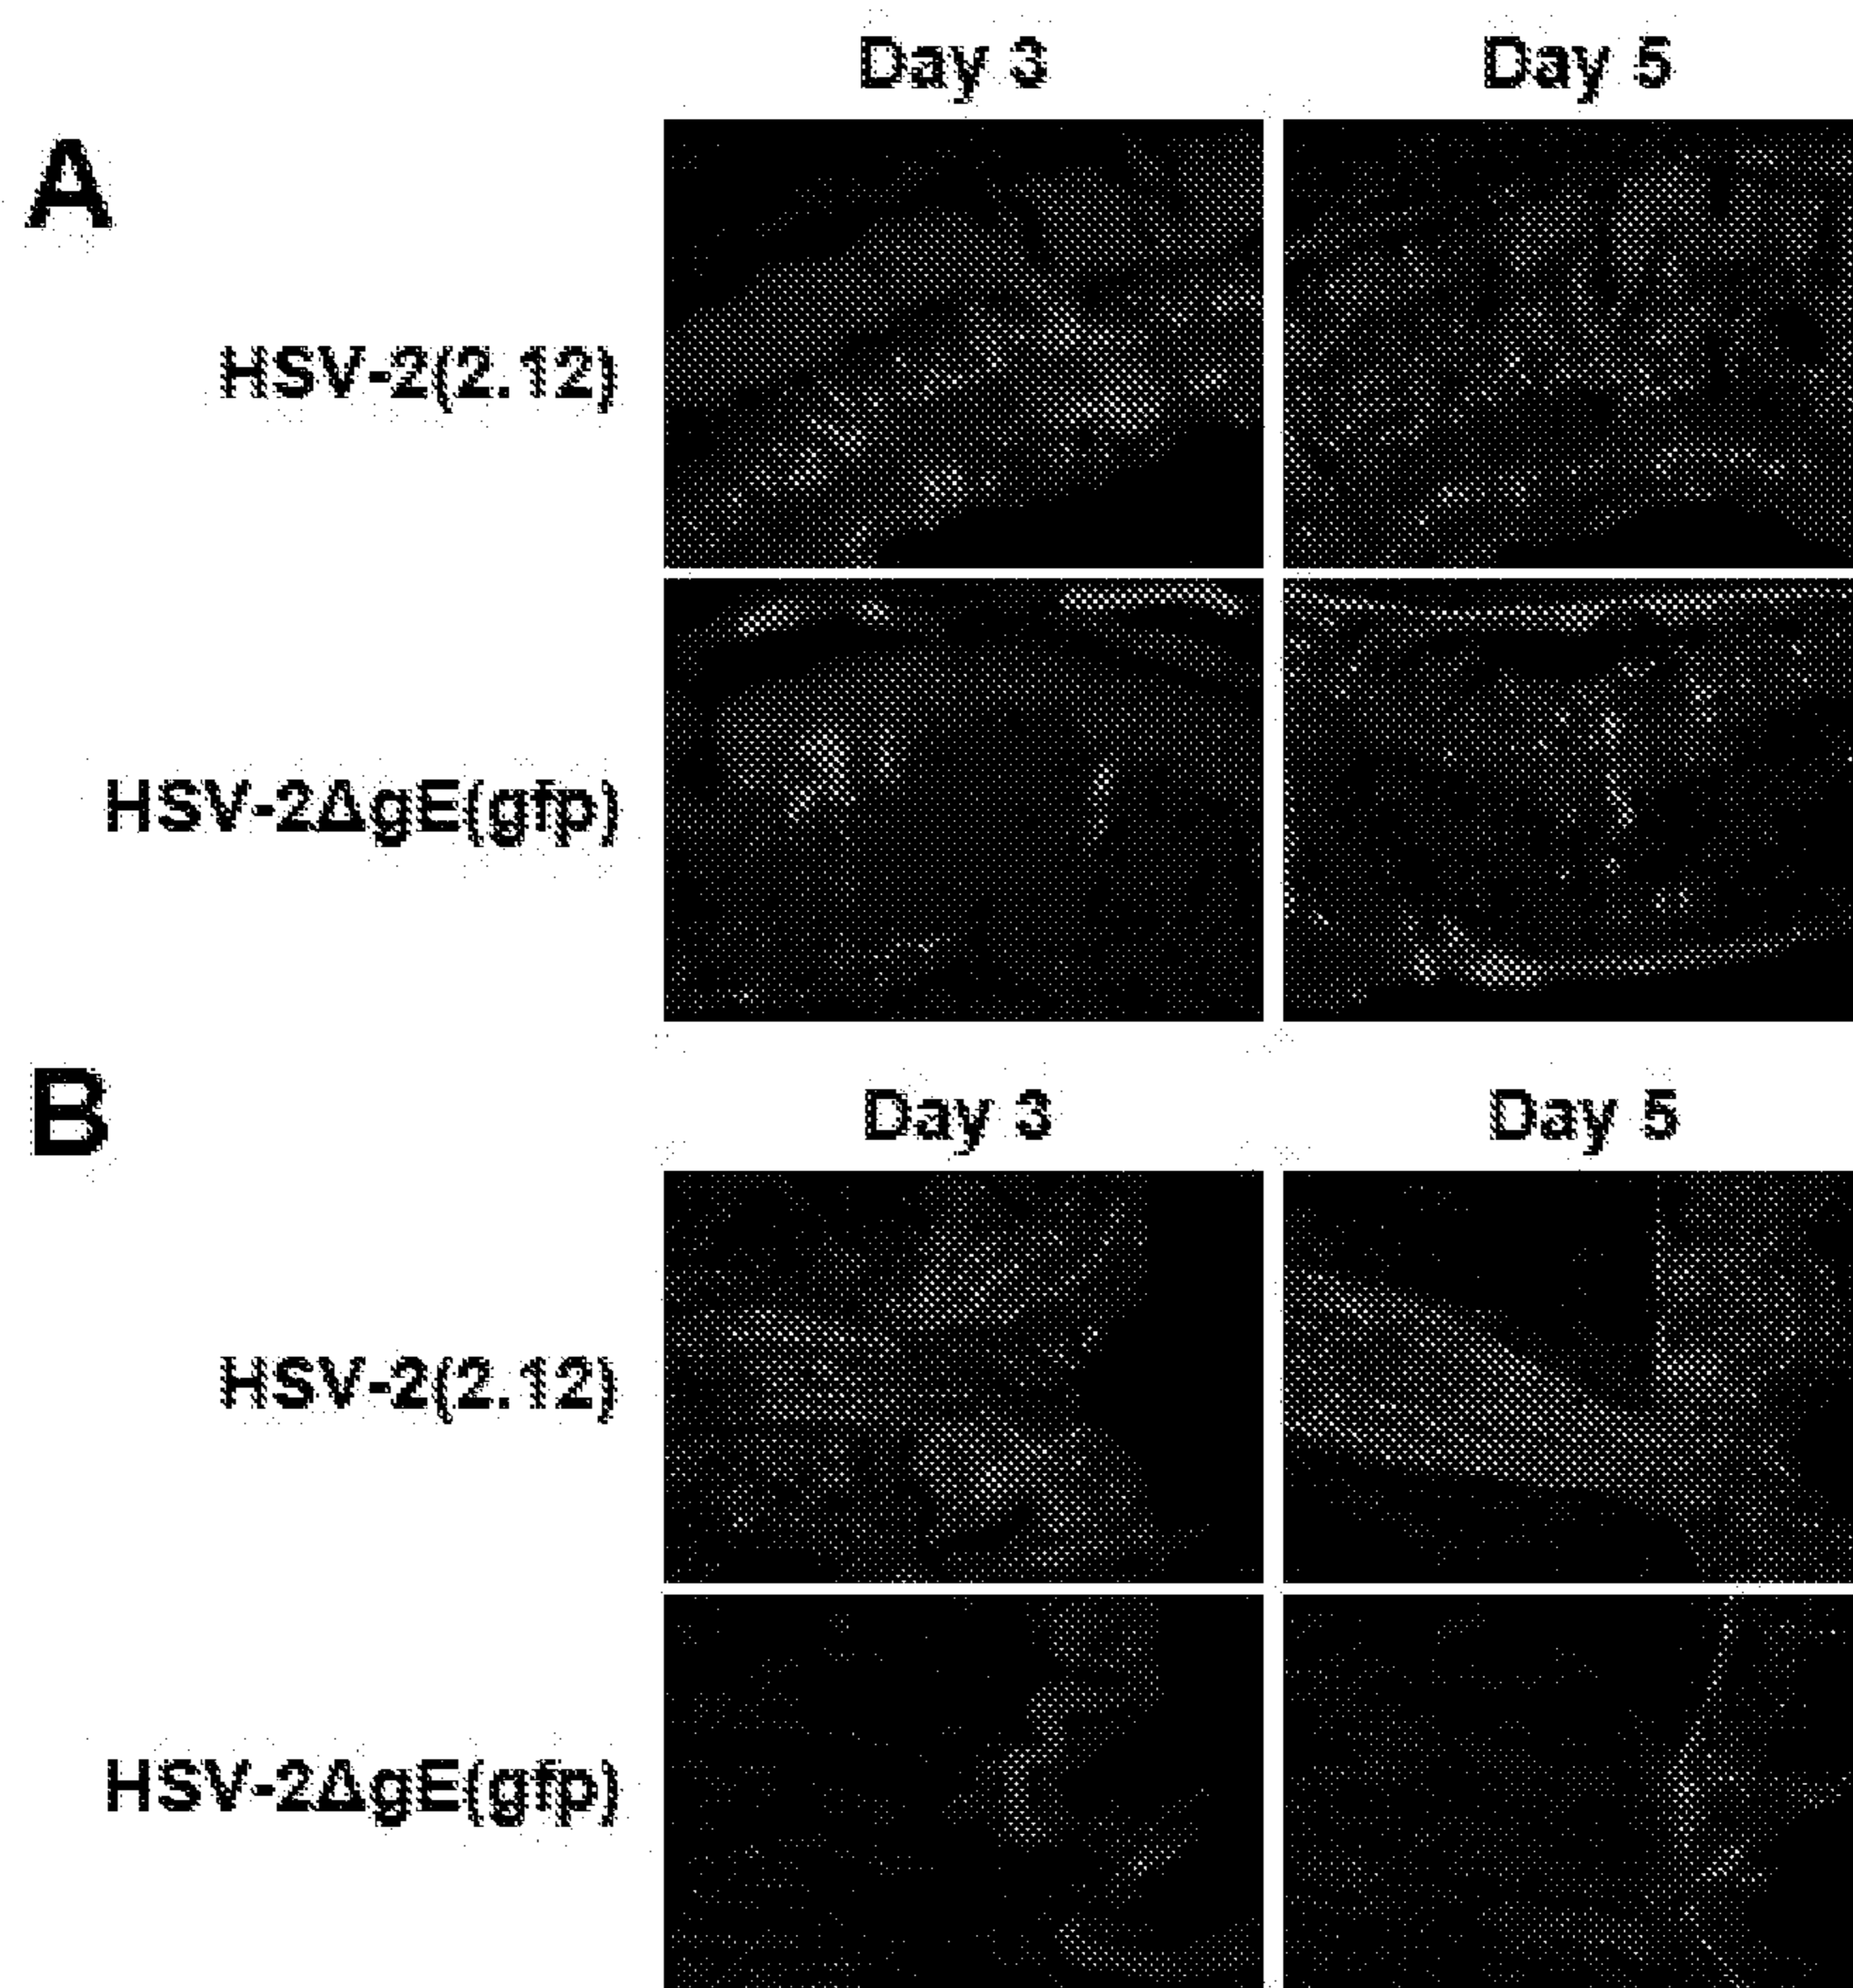 Day 3 Day 5
A
HSV-2(2.12)
HSV-2ΔgE(gfp)
B
Day 3 Day 5
HSV-2(2.12)
HSV-2ΔgE(gfp)